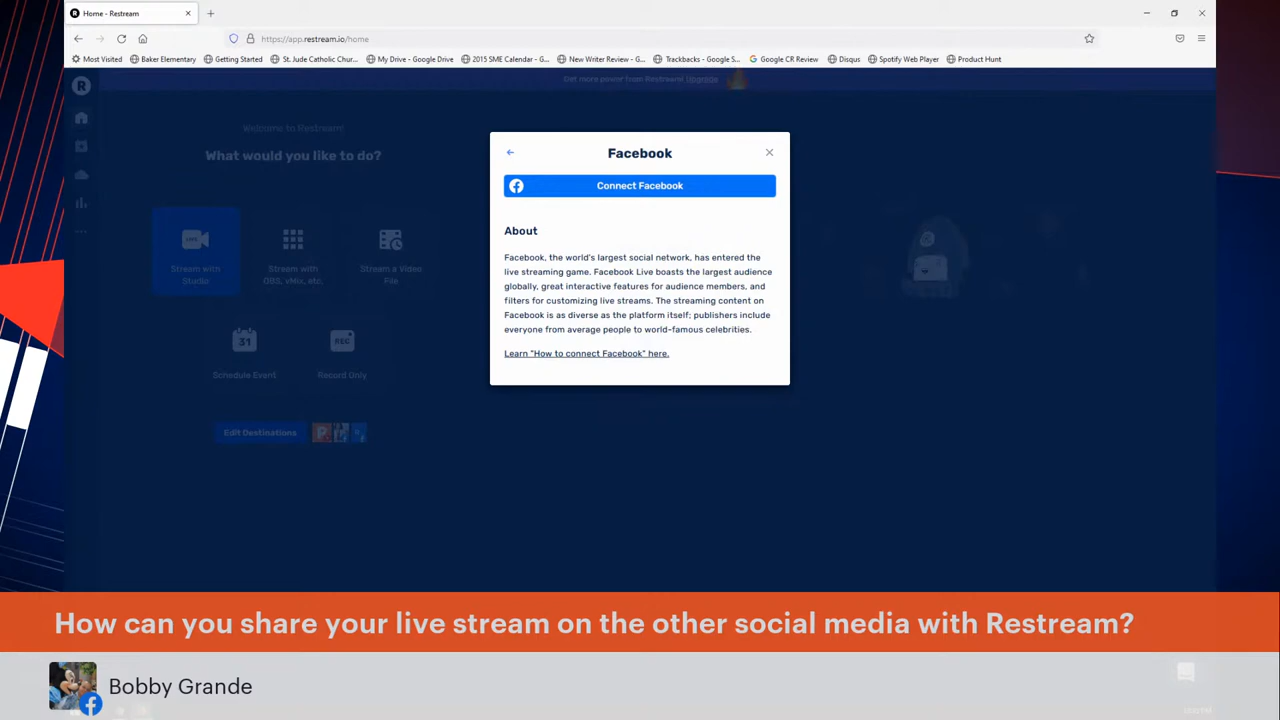 Home - Restream
https://app.restream.io/home
Most Visited Baker Elementary Getting Started St. Jude Catholic Chur... My Drive - Google Drive 2015 SME Calendar - G... New Writer Review - G... Trackbacks - Google S... Google CR Review Disqus Spotify Web Player Product Hunt
Get more power from Restream! Upgrade
Welcome to Restream!
What would you like to do?
Stream with
Studio
Stream with
OBS, vMix, etc.
Stream a Video
File
31
Schedule Event
REC
Record Only
Edit Destinations
Facebook
Connect Facebook
About
Facebook, the world's largest social network, has entered the
live streaming game. Facebook Live boasts the largest audience
globally, great interactive features for audience members, and
filters for customizing live streams. The streaming content on
Facebook is as diverse as the platform itself; publishers include
everyone from average people to world-famous celebrities.
Learn "How to connect Facebook" here.
How can you share your live stream on the other social media with Restream?
Bobby Grande